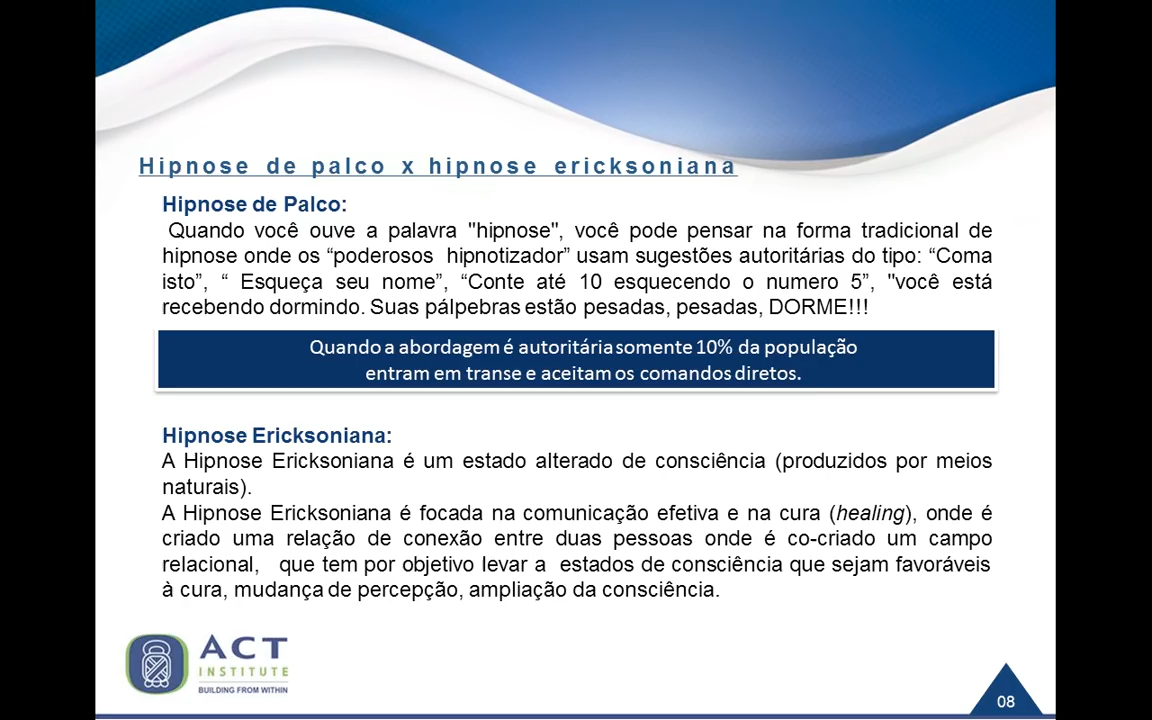 Hipnose de palco x hipnose ericksoniana
Hipnose de Palco:
Quando você ouve a palavra "hipnose", você pode pensar na forma tradicional de
hipnose onde os “poderosos hipnotizador” usam sugestões autoritárias do tipo: “Coma
isto”, “ Esqueça seu nome”, “Conte até 10 esquecendo o numero 5”, "você está
recebendo dormindo. Suas pálpebras estão pesadas, pesadas, DORME!!!
Quando a abordagem é autoritária somente 10% da população
entram em transe e aceitam os comandos diretos.
Hipnose Ericksoniana:
A Hipnose Ericksoniana é um estado alterado de consciência (produzidos por meios
naturais).
A Hipnose Ericksoniana é focada na comunicação efetiva e na cura (healing), onde é
criado uma relação de conexão entre duas pessoas onde é co-criado um campo
relacional, que tem por objetivo levar a estados de consciência que sejam favoráveis
à cura, mudança de percepção, ampliação da consciência.
ACT
INSTITUTE
BUILDING FROM WITHIN
08